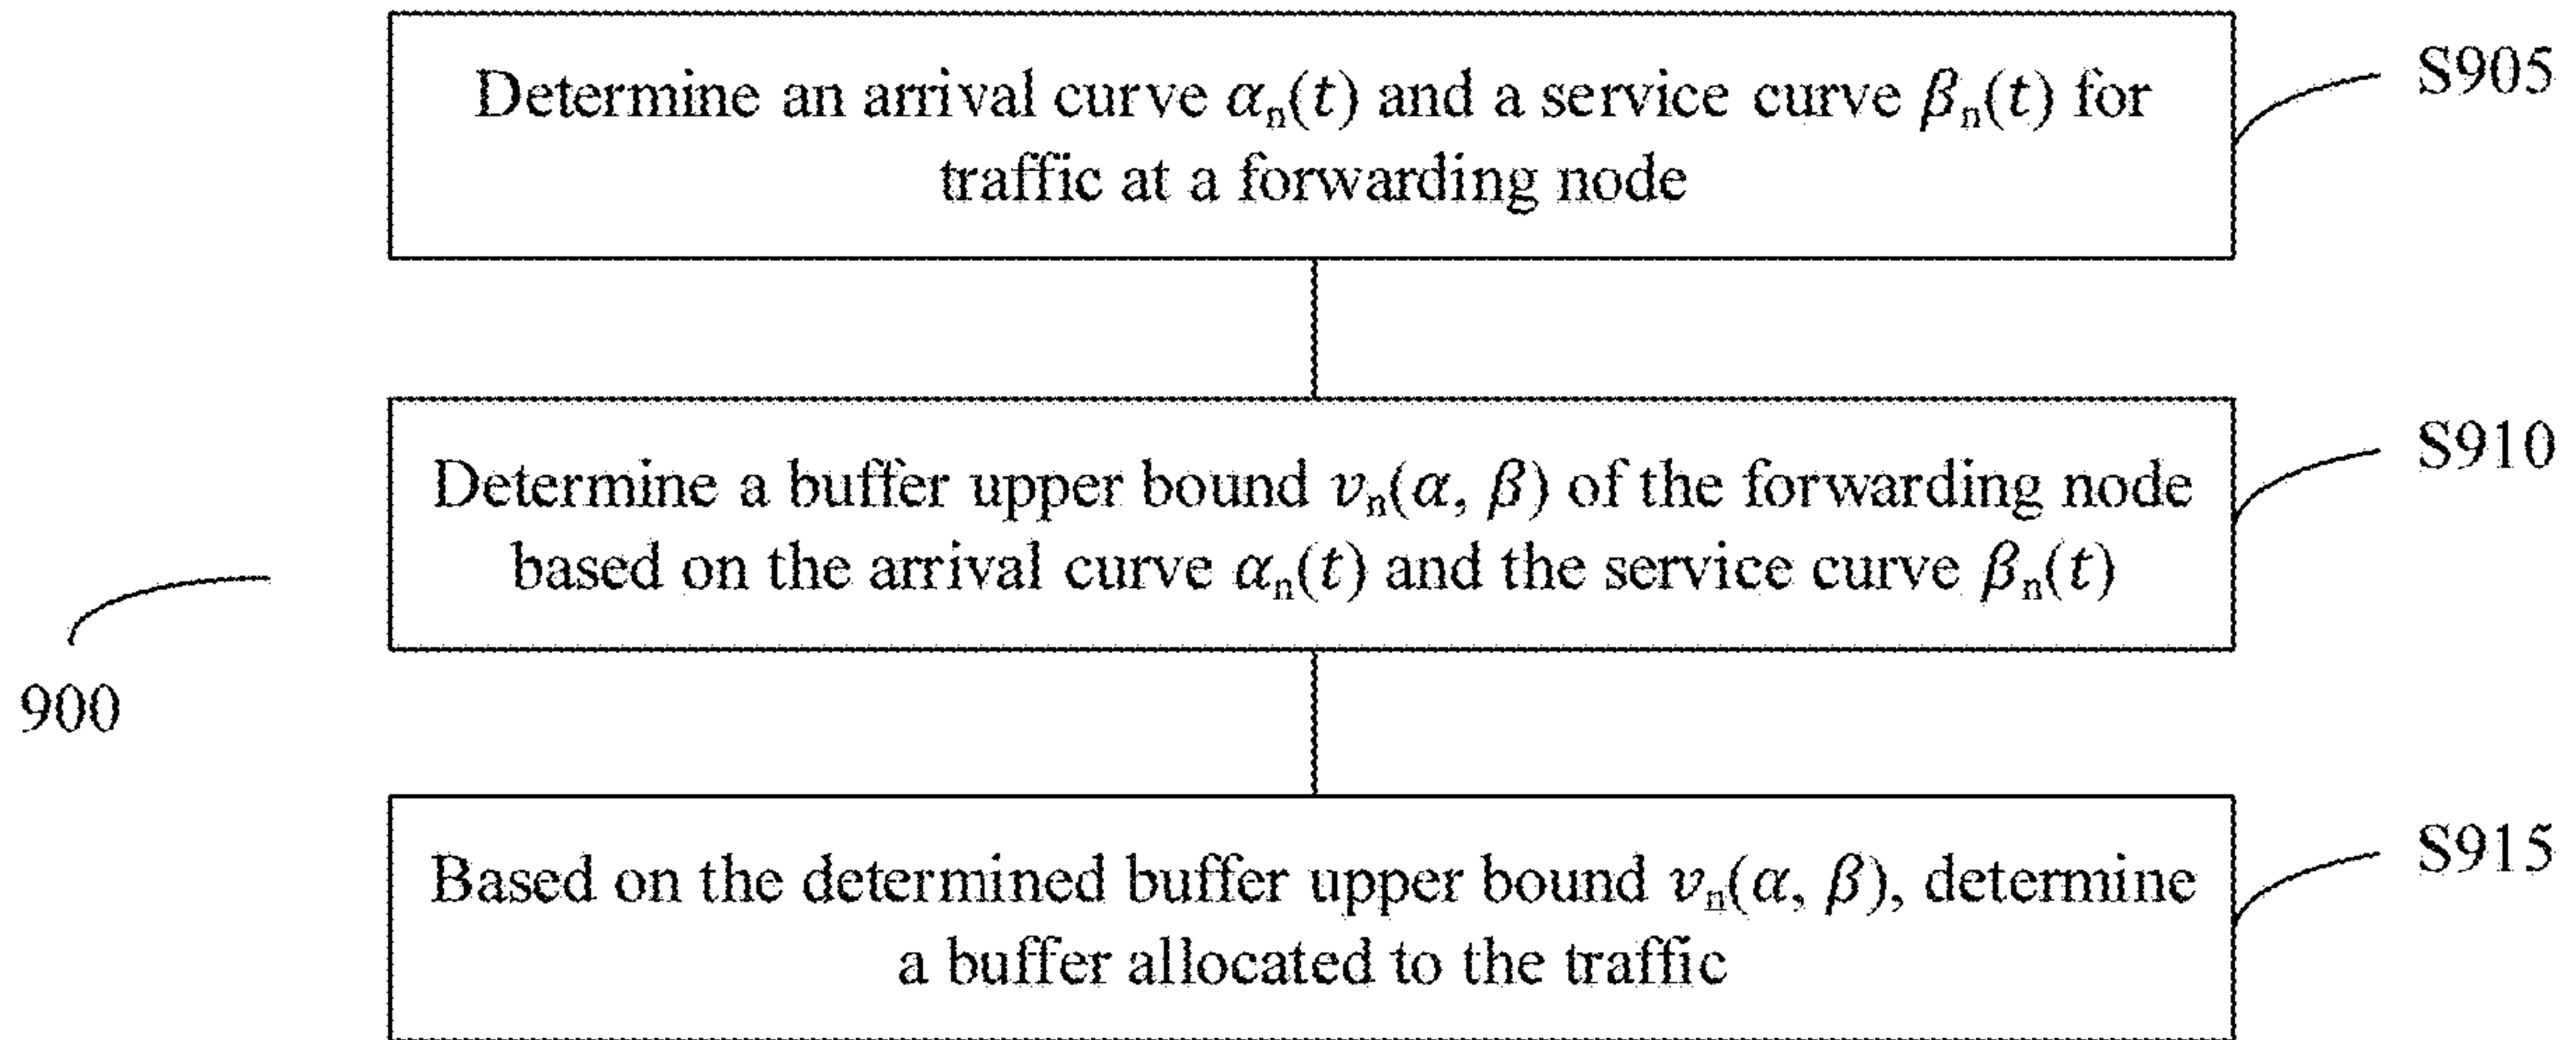 Determine an arrival curve αₙ(t) and a service curve βₙ(t) for
traffic at a forwarding node
S905
Determine a buffer upper bound vₙ(α, β) of the forwarding node
based on the arrival curve αₙ(t) and the service curve βₙ(t)
S910
900
Based on the determined buffer upper bound vₙ(α, β), determine
a buffer allocated to the traffic
S915